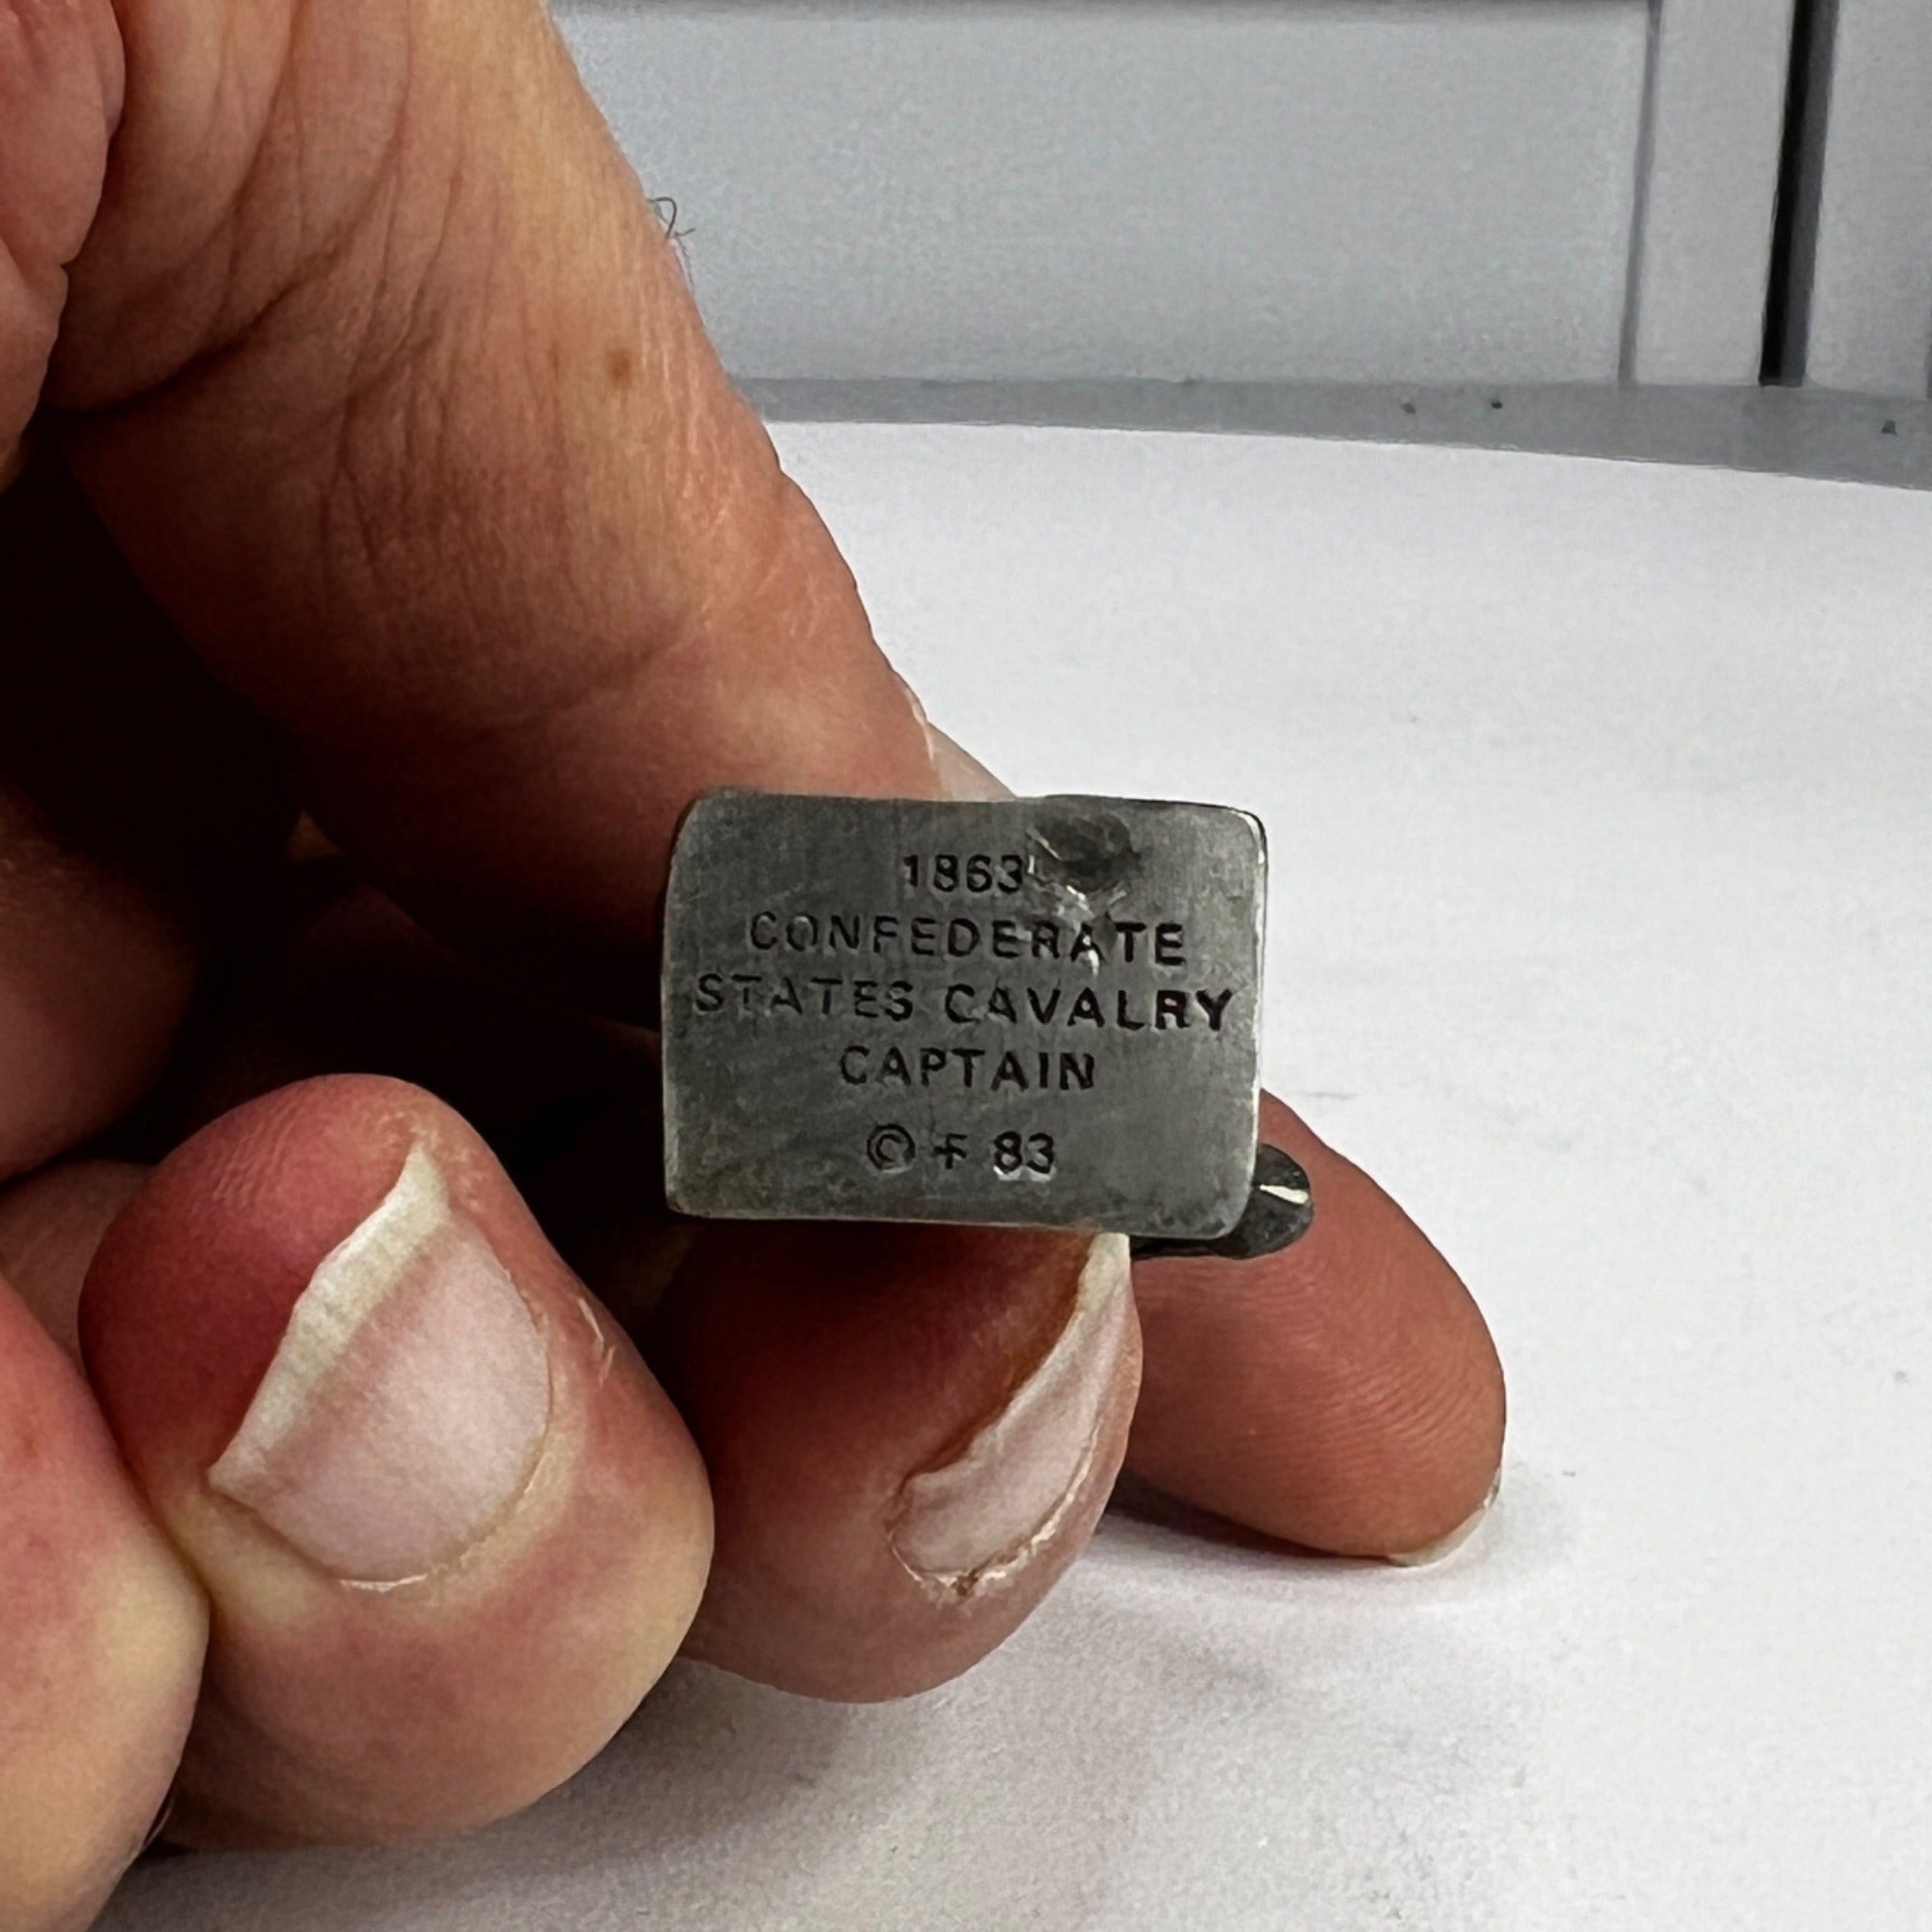 1863
CONFEDERATE
STATES CAVALRY
CAPTAIN
© F 83